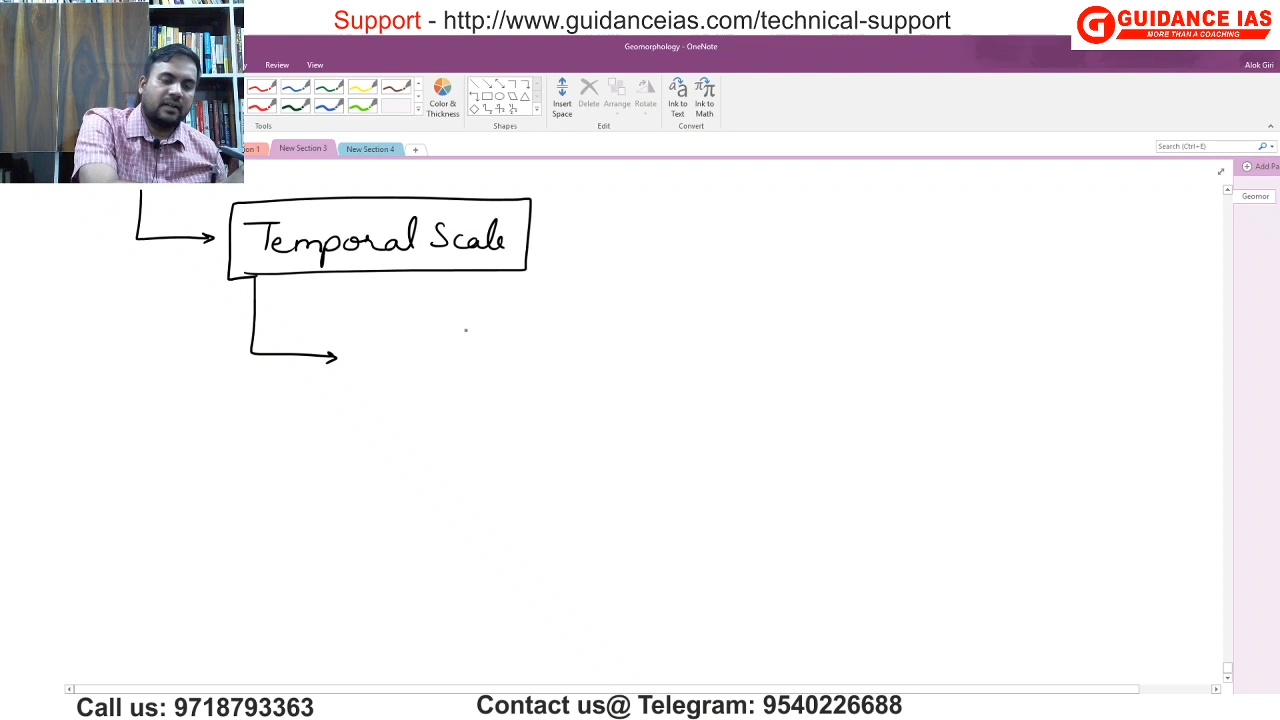 Support - http://www.guidanceias.com/technical-support
GUIDANCE IAS
MORE THAN A COACHING
Geomorphology - OneNote
Review View
Alok Giri
Color & Thickness
Insert Space
Delete Arrange Rotate
Ink to Text
Ink to Math
Tools Shapes Edit Convert
New Section 3 New Section 4
Search (Ctrl+E)
Add Pa
Geomor
Temporal Scale
Call us: 9718793363
Contact us@ Telegram: 9540226688